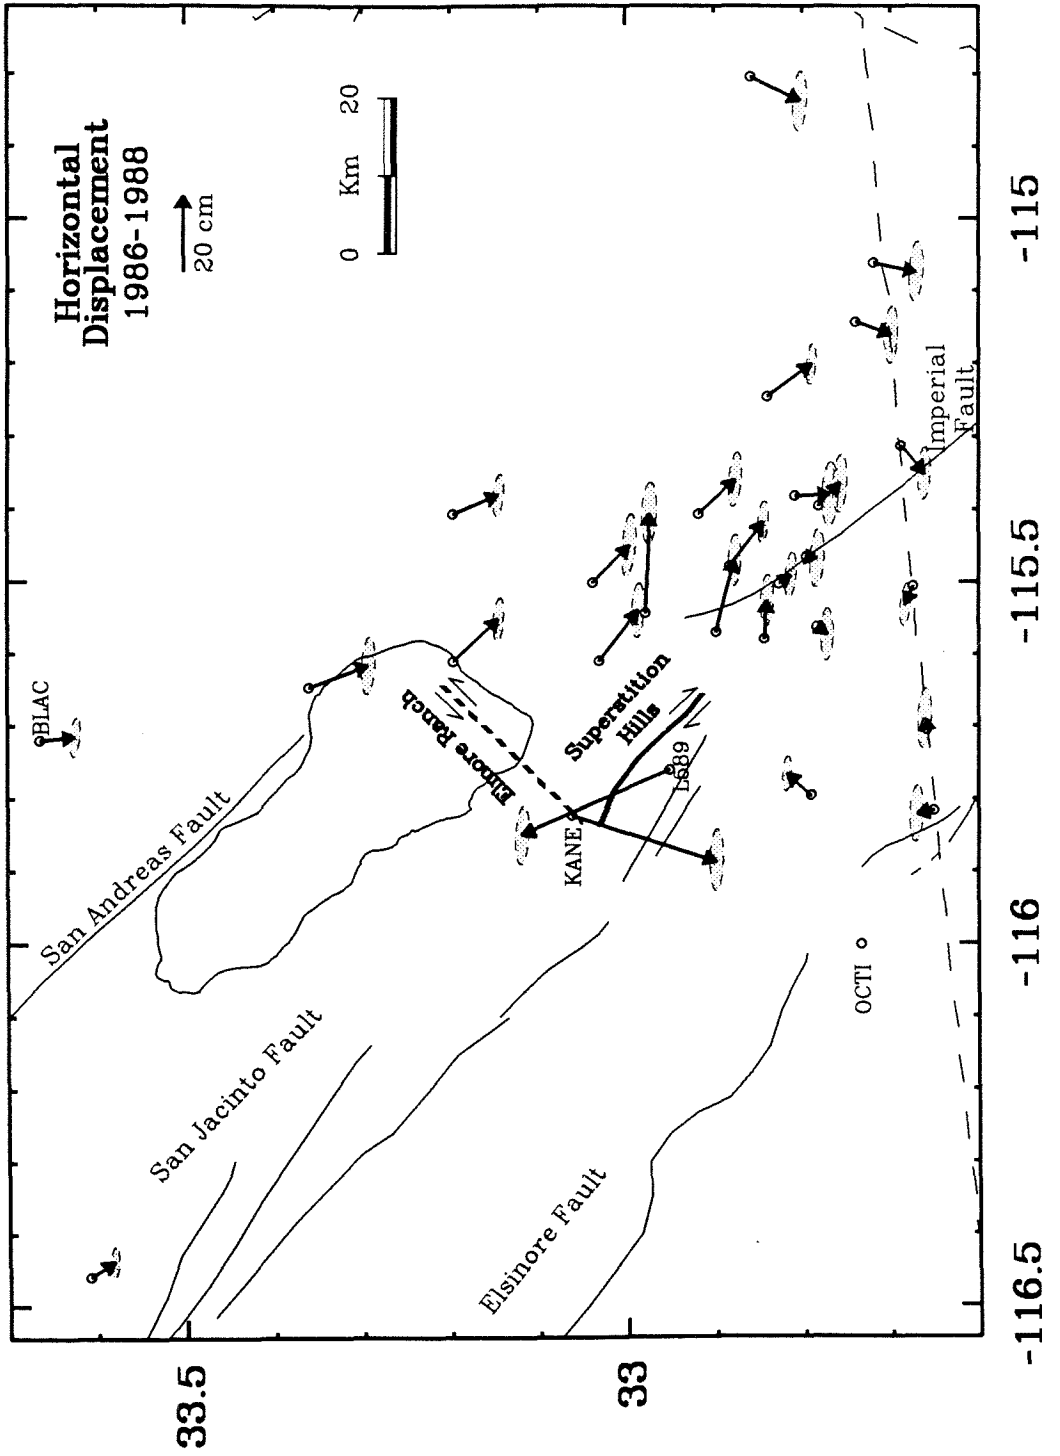 Horizontal
Displacement
1986-1988
20 cm
0 Km 20
BLAC
San Andreas Fault
Elmore Ranch
Superstition
Hills
L589
KANE
San Jacinto Fault
Elsinore Fault
OCTI
Imperial
Fault
33.5
33
-116.5
-116
-115.5
-115